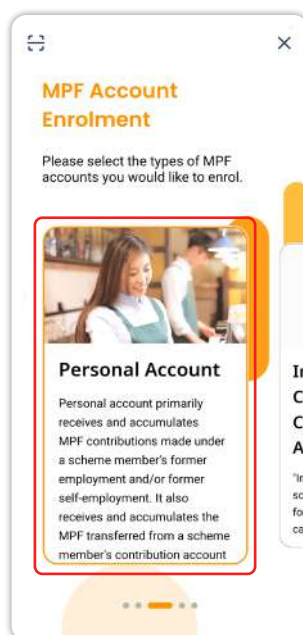 MPF Account
Enrolment
Please select the types of MPF
accounts you would like to enrol.
Personal Account
Personal account primarily
receives and accumulates
MPF contributions made under
a scheme member's former
employment and/or former
self-employment. It also
receives and accumulates the
MPF transferred from a scheme
member's contribution account